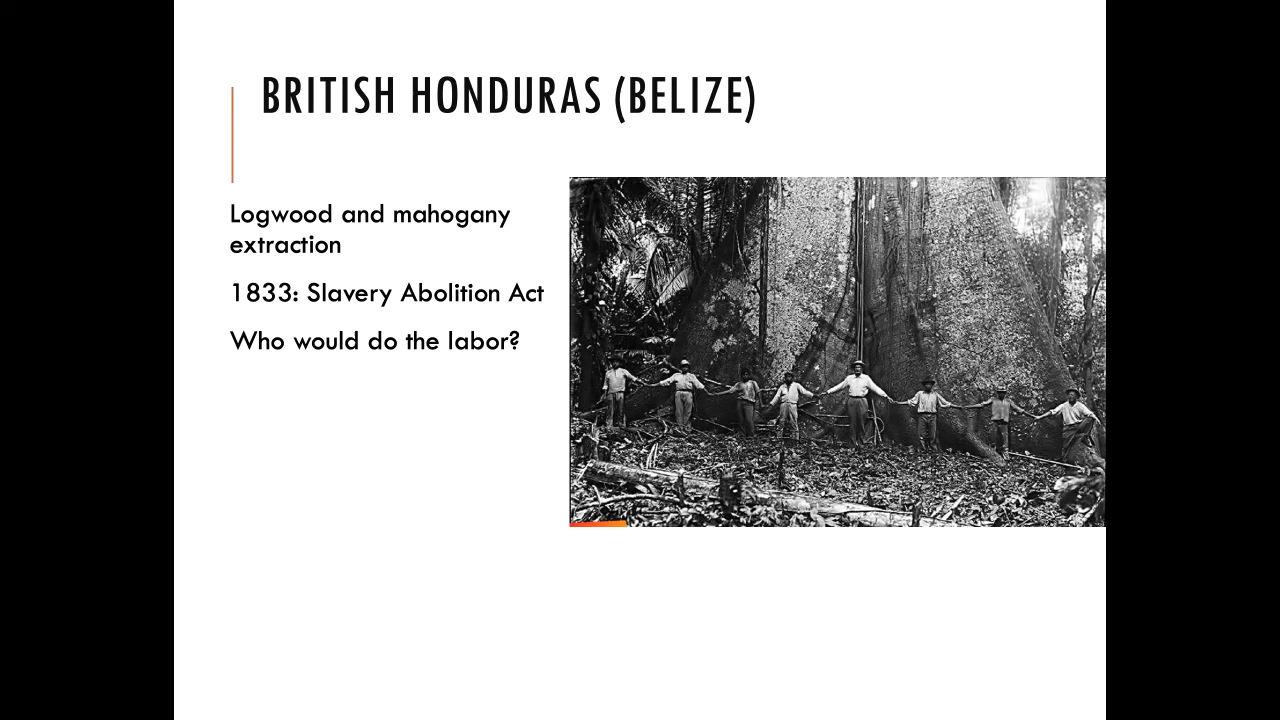 BRITISH HONDURAS (BELIZE)
Logwood and mahogany
extraction
1833: Slavery Abolition Act
Who would do the labor?